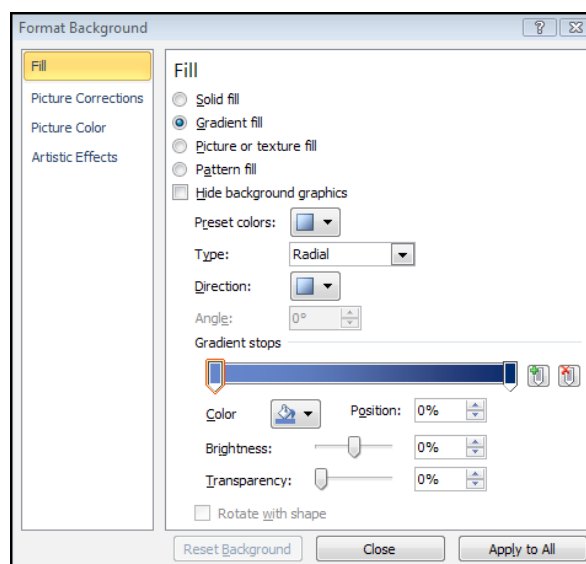 Format Background
Fill
Picture Corrections
Picture Color
Artistic Effects
Fill
Solid fill
Gradient fill
Picture or texture fill
Pattern fill
Hide background graphics
Preset colors:
Type: Radial
Direction:
Angle: 0°
Gradient stops
Color Position: 0%
Brightness: 0%
Transparency: 0%
Rotate with shape
Reset Background Close Apply to All